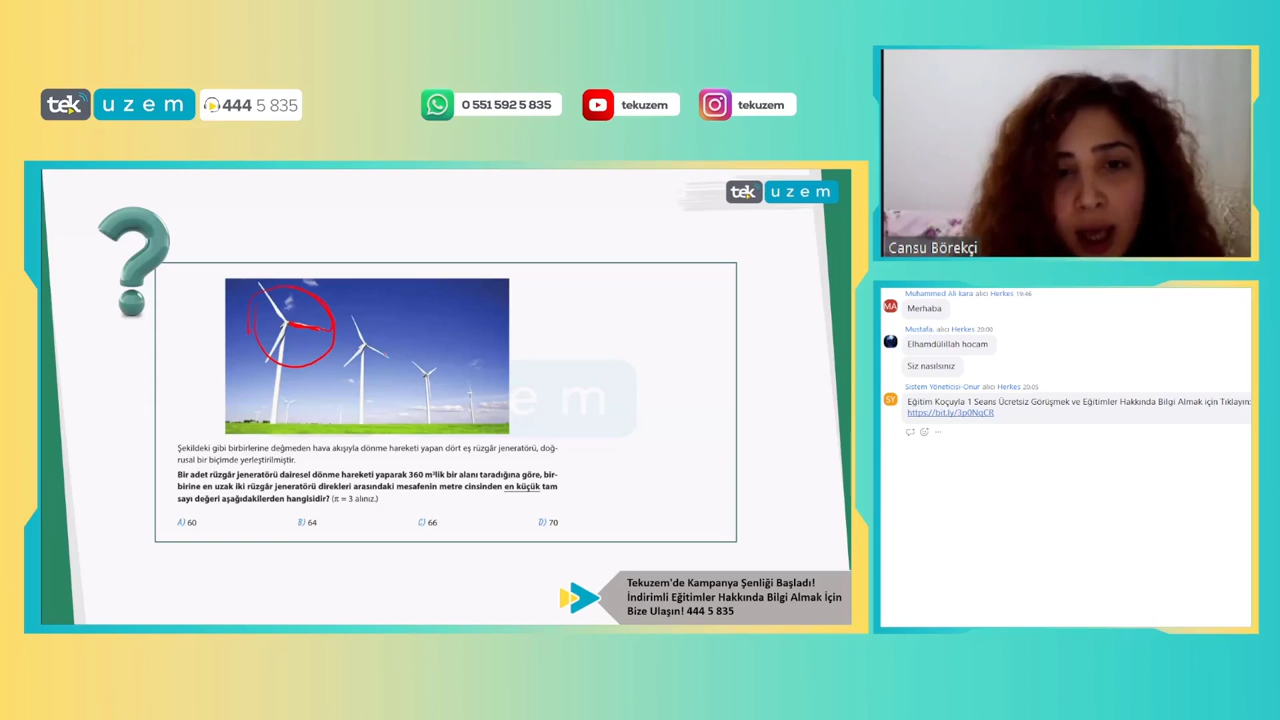 tek uzem 444 5 835
0 551 592 5 835
tekuzem
tekuzem
tek uzem
e m
Şekildeki gibi birbirlerine değmeden hava akışıyla dönme hareketi yapan dört eş rüzgâr jeneratörü, doğ-
rusal bir biçimde yerleştirilmiştir.
Bir adet rüzgâr jeneratörü dairesel dönme hareketi yaparak 360 m²lik bir alanı taradığına göre, bir-
birine en uzak iki rüzgâr jeneratörü direkleri arasındaki mesafenin metre cinsinden en küçük tam
sayı değeri aşağıdakilerden hangisidir? (π = 3 alınız.)
A) 60 B) 64 C) 66 D) 70
Tekuzem'de Kampanya Şenliği Başladı!
İndirimli Eğitimler Hakkında Bilgi Almak İçin
Bize Ulaşın! 444 5 835
Cansu Börekçi
Muhammed Ali kara alıcı Herkes 19:46
MA
Merhaba
Mustafa. alıcı Herkes 20:00
Elhamdülillah hocam
Siz nasılsınız
Sistem Yöneticisi-Onur alıcı Herkes 20:05
SY
Eğitim Koçuyla 1 Seans Ücretsiz Görüşmek ve Eğitimler Hakkında Bilgi Almak için Tıklayın:
https://bit.ly/3p0NqCR